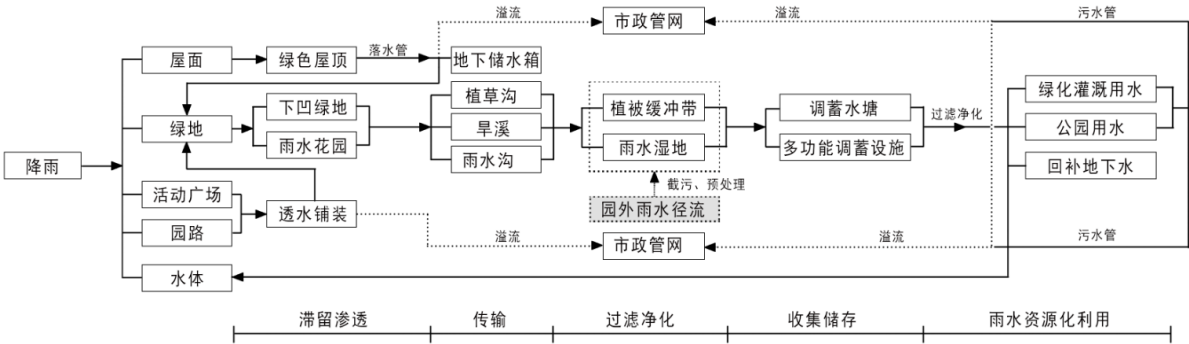 溢流
市政管网
溢流
污水管
屋面
绿色屋顶
落水管
地下储水箱
植草沟
下凹绿地
绿地
旱溪
雨水花园
雨水沟
植被缓冲带
雨水湿地
调蓄水塘
多功能调蓄设施
过滤净化
绿化灌溉用水
公园用水
回补地下水
降雨
截污、预处理
园外雨水径流
活动广场
透水铺装
园路
溢流
市政管网
溢流
污水管
水体
滞留渗透
传输
过滤净化
收集储存
雨水资源化利用